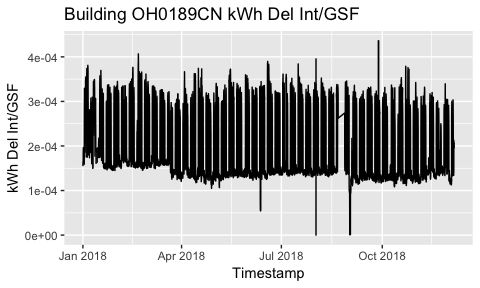 Building OH0189CN kWh Del Int/GSF
kWh Del Int/GSF
4e-04
3e-04
2e-04
1e-04
0e+00
Jan 2018 Apr 2018 Jul 2018 Oct 2018
Timestamp